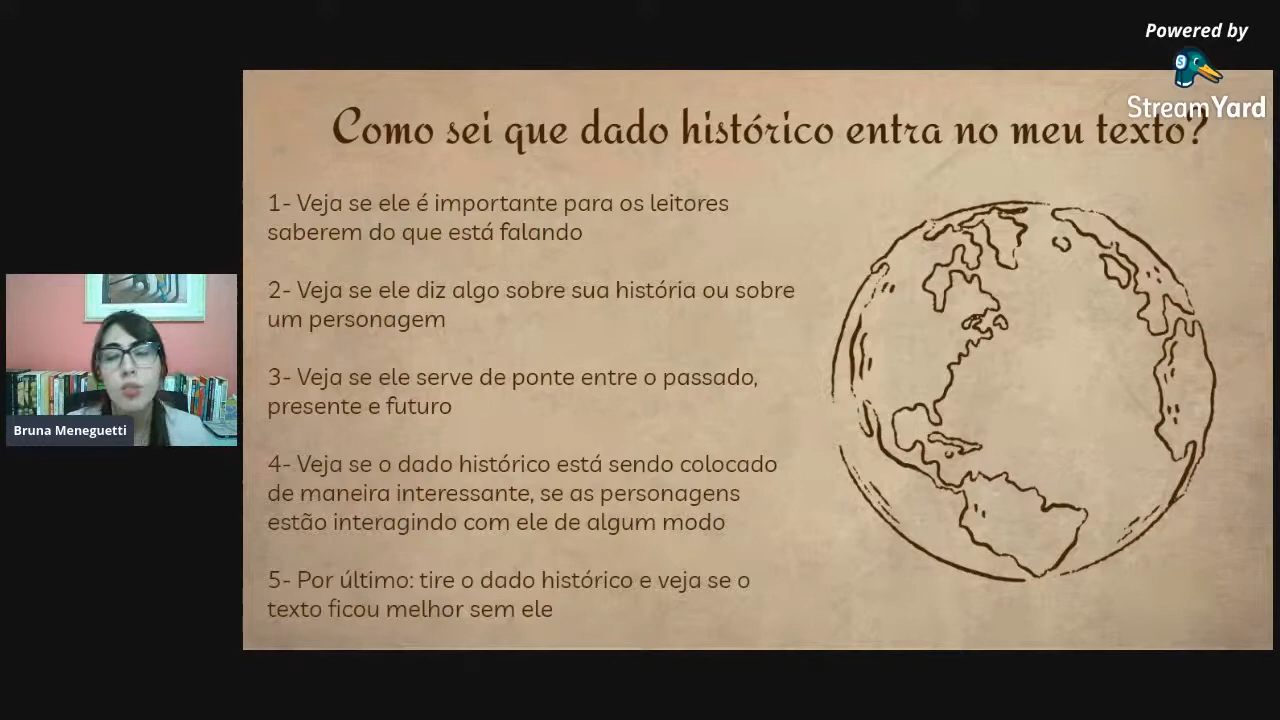 Powered by
StreamYard
Como sei que dado histórico entra no meu texto?
1- Veja se ele é importante para os leitores
saberem do que está falando
2- Veja se ele diz algo sobre sua história ou sobre
um personagem
3- Veja se ele serve de ponte entre o passado,
presente e futuro
4- Veja se o dado histórico está sendo colocado
de maneira interessante, se as personagens
estão interagindo com ele de algum modo
5- Por último: tire o dado histórico e veja se o
texto ficou melhor sem ele
Bruna Meneguetti